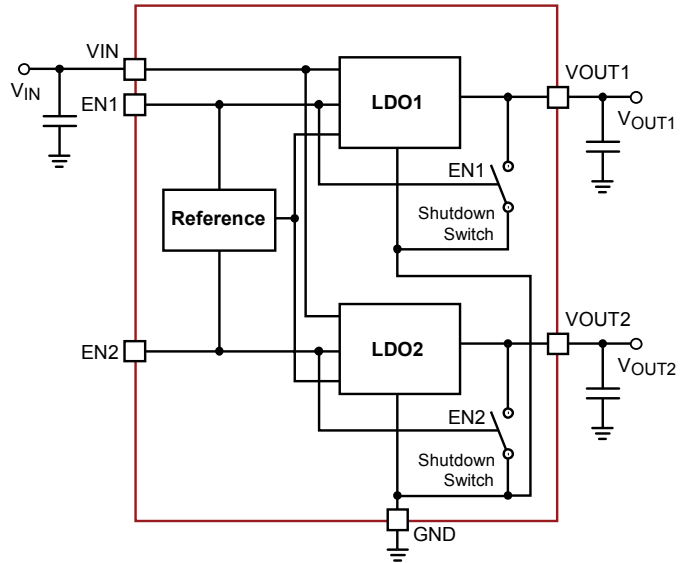 VIN
VIN
EN1
LDO1
VOUT1
VOUT1
EN1
Shutdown
Switch
Reference
EN2
LDO2
VOUT2
VOUT2
EN2
Shutdown
Switch
GND